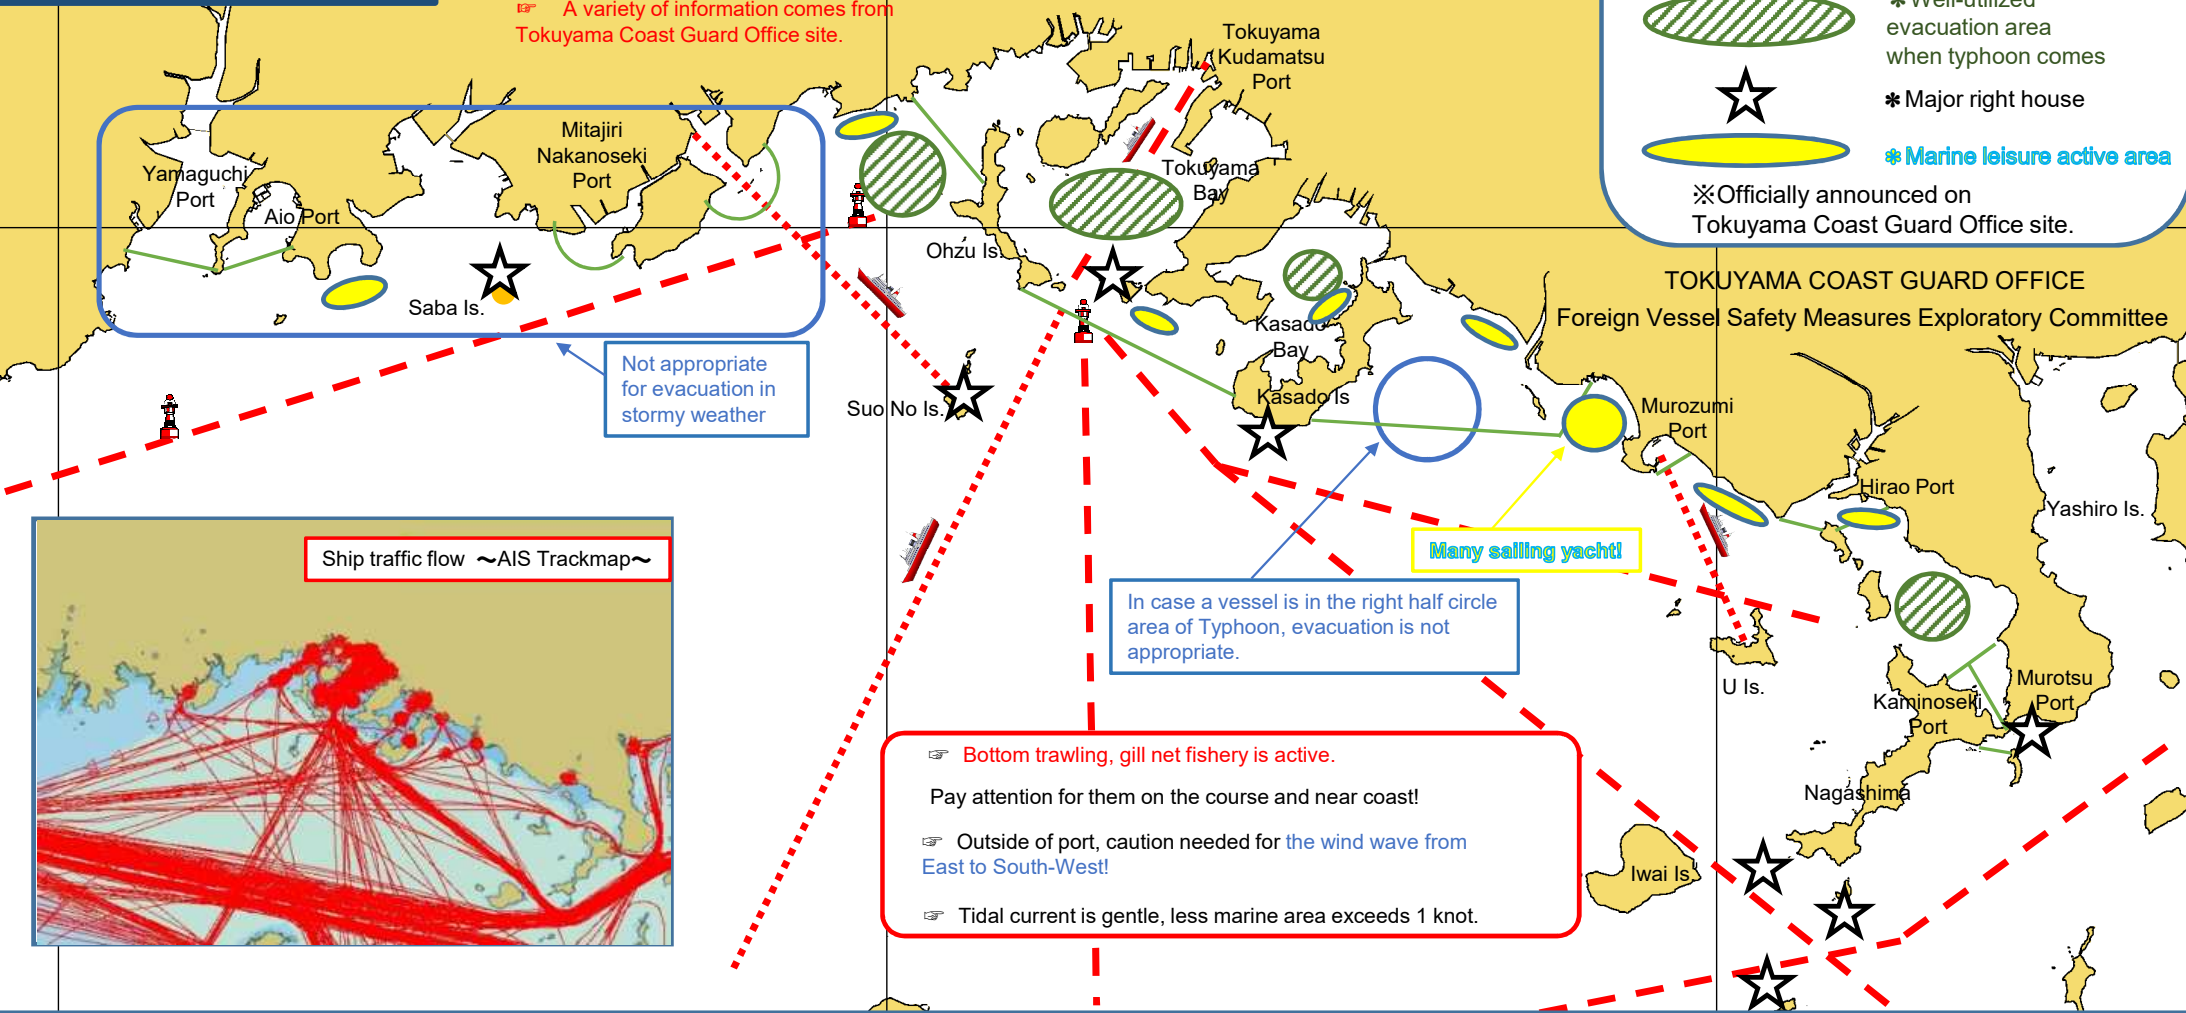 ☞ A variety of information comes from
Tokuyama Coast Guard Office site.
✻Well-utilized
evacuation area
when typhoon comes
✻Major right house
✻Marine leisure active area
※Officially announced on
Tokuyama Coast Guard Office site.
TOKUYAMA COAST GUARD OFFICE
Foreign Vessel Safety Measures Exploratory Committee
Tokuyama
Kudamatsu
Port
Mitajiri
Nakanoseki
Port
Yamaguchi
Port
Aio Port
Tokuyama
Bay
Ohzu Is.
Saba Is.
Kasado
Bay
Kasado Is
Suo No Is.
Not appropriate
for evacuation in
stormy weather
Murozumi
Port
Hirao Port
Yashiro Is.
Many sailing yacht!
Ship traffic flow ～AIS Trackmap～
In case a vessel is in the right half circle
area of Typhoon, evacuation is not
appropriate.
U Is.
Murotsu
Port
Kaminoseki
Port
Nagashima
Iwai Is.
☞ Bottom trawling, gill net fishery is active.
Pay attention for them on the course and near coast!
☞ Outside of port, caution needed for the wind wave from
East to South-West!
☞ Tidal current is gentle, less marine area exceeds 1 knot.